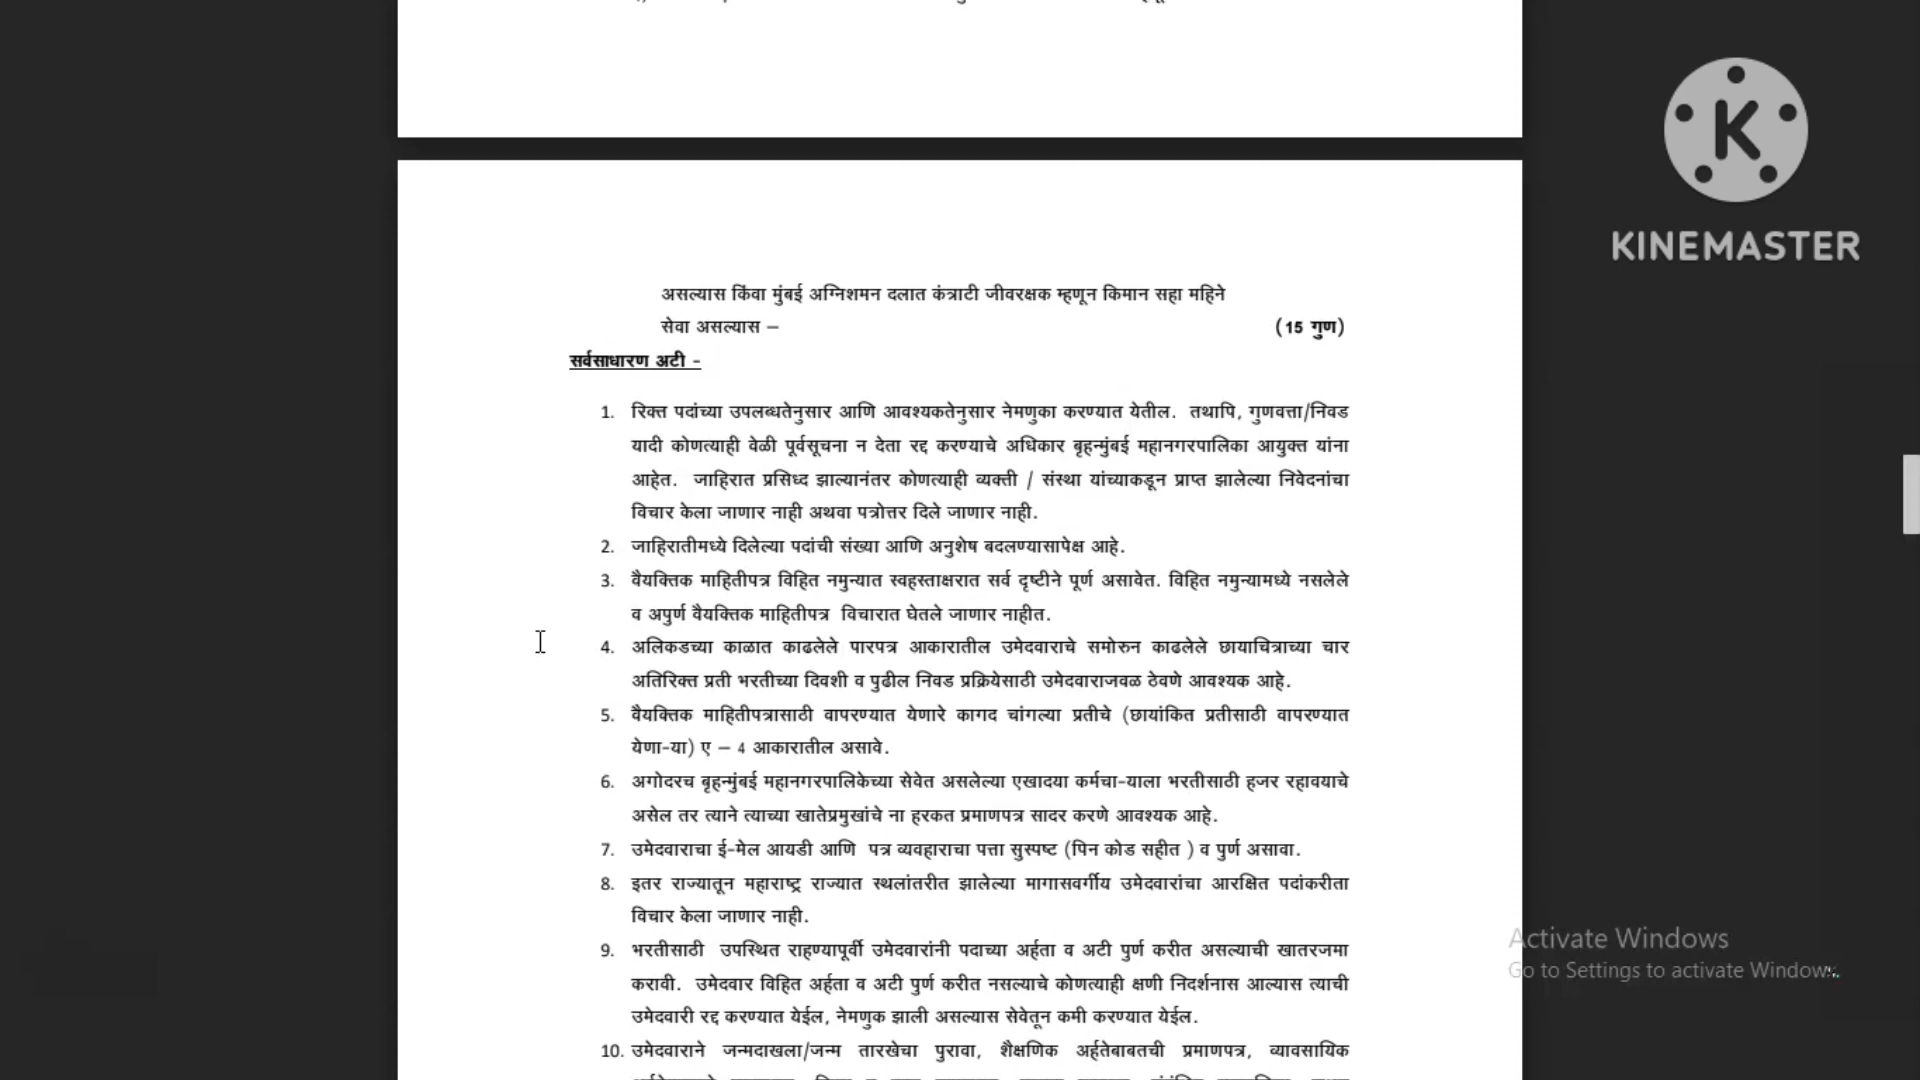 असल्यास किंवा मुंबई अग्निशमन दलात कंत्राटी जीवरक्षक म्हणून किमान सहा महिने
सेवा असल्यास – (15 गुण)
सर्वसाधारण अटी -
1. रिक्त पदांच्या उपलब्धतेनुसार आणि आवश्यकतेनुसार नेमणुका करण्यात येतील. तथापि, गुणवत्ता/निवड
यादी कोणत्याही वेळी पूर्वसूचना न देता रद्द करण्याचे अधिकार बृहन्मुंबई महानगरपालिका आयुक्त यांना
आहेत. जाहिरात प्रसिध्द झाल्यानंतर कोणत्याही व्यक्ती / संस्था यांच्याकडून प्राप्त झालेल्या निवेदनांचा
विचार केला जाणार नाही अथवा पत्रोत्तर दिले जाणार नाही.
2. जाहिरातीमध्ये दिलेल्या पदांची संख्या आणि अनुशेष बदलण्यासापेक्ष आहे.
3. वैयक्तिक माहितीपत्र विहित नमुन्यात स्वहस्ताक्षरात सर्व दृष्टीने पूर्ण असावेत. विहित नमुन्यामध्ये नसलेले
व अपुर्ण वैयक्तिक माहितीपत्र विचारात घेतले जाणार नाहीत.
4. अलिकडच्या काळात काढलेले पारपत्र आकारातील उमेदवाराचे समोरुन काढलेले छायाचित्राच्या चार
अतिरिक्त प्रती भरतीच्या दिवशी व पुढील निवड प्रक्रियेसाठी उमेदवाराजवळ ठेवणे आवश्यक आहे.
5. वैयक्तिक माहितीपत्रासाठी वापरण्यात येणारे कागद चांगल्या प्रतीचे (छायांकित प्रतीसाठी वापरण्यात
येणा-या) ए – 4 आकारातील असावे.
6. अगोदरच बृहन्मुंबई महानगरपालिकेच्या सेवेत असलेल्या एखादया कर्मचा-याला भरतीसाठी हजर रहावयाचे
असेल तर त्याने त्याच्या खातेप्रमुखांचे ना हरकत प्रमाणपत्र सादर करणे आवश्यक आहे.
7. उमेदवाराचा ई-मेल आयडी आणि पत्र व्यवहाराचा पत्ता सुस्पष्ट (पिन कोड सहीत ) व पुर्ण असावा.
8. इतर राज्यातून महाराष्ट्र राज्यात स्थलांतरीत झालेल्या मागासवर्गीय उमेदवारांचा आरक्षित पदांकरीता
विचार केला जाणार नाही.
9. भरतीसाठी उपस्थित राहण्यापूर्वी उमेदवारांनी पदाच्या अर्हता व अटी पुर्ण करीत असल्याची खातरजमा
करावी. उमेदवार विहित अर्हता व अटी पुर्ण करीत नसल्याचे कोणत्याही क्षणी निदर्शनास आल्यास त्याची
उमेदवारी रद्द करण्यात येईल, नेमणुक झाली असल्यास सेवेतून कमी करण्यात येईल.
10. उमेदवाराने जन्मदाखला/जन्म तारखेचा पुरावा, शैक्षणिक अर्हतेबाबतची प्रमाणपत्र, व्यावसायिक
K
KINEMASTER
Activate Windows
Go to Settings to activate Windows.